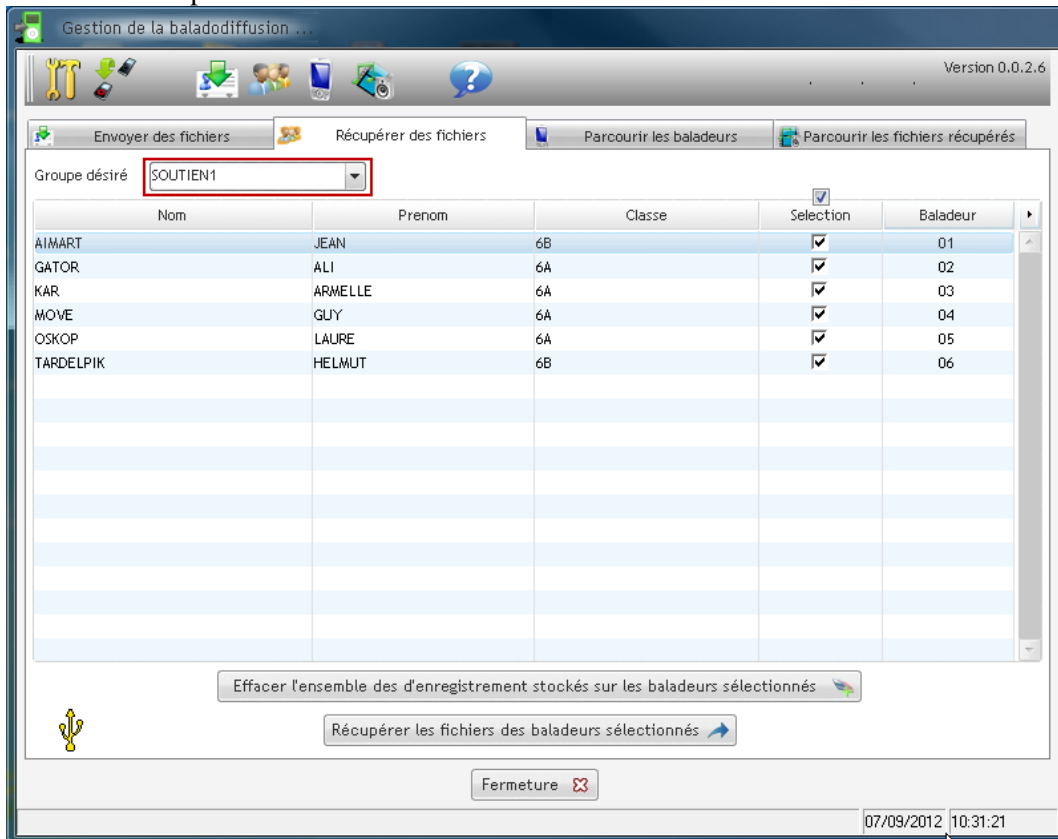 Gestion de la baladodiffusion ...
Version 0.0.2.6
Envoyer des fichiers Récupérer des fichiers Parcourir les baladeurs Parcourir les fichiers récupérés
Groupe désiré SOUTIEN1
Nom Prenom Classe Selection Baladeur
AIMART JEAN 6B 01
GATOR ALI 6A 02
KAR ARMELLE 6A 03
MOVE GUY 6A 04
OSKOP LAURE 6A 05
TARDELPIK HELMUT 6B 06
Effacer l'ensemble des d'enregistrement stockés sur les baladeurs sélectionnés
Récupérer les fichiers des baladeurs sélectionnés
Fermeture
07/09/2012 10:31:21